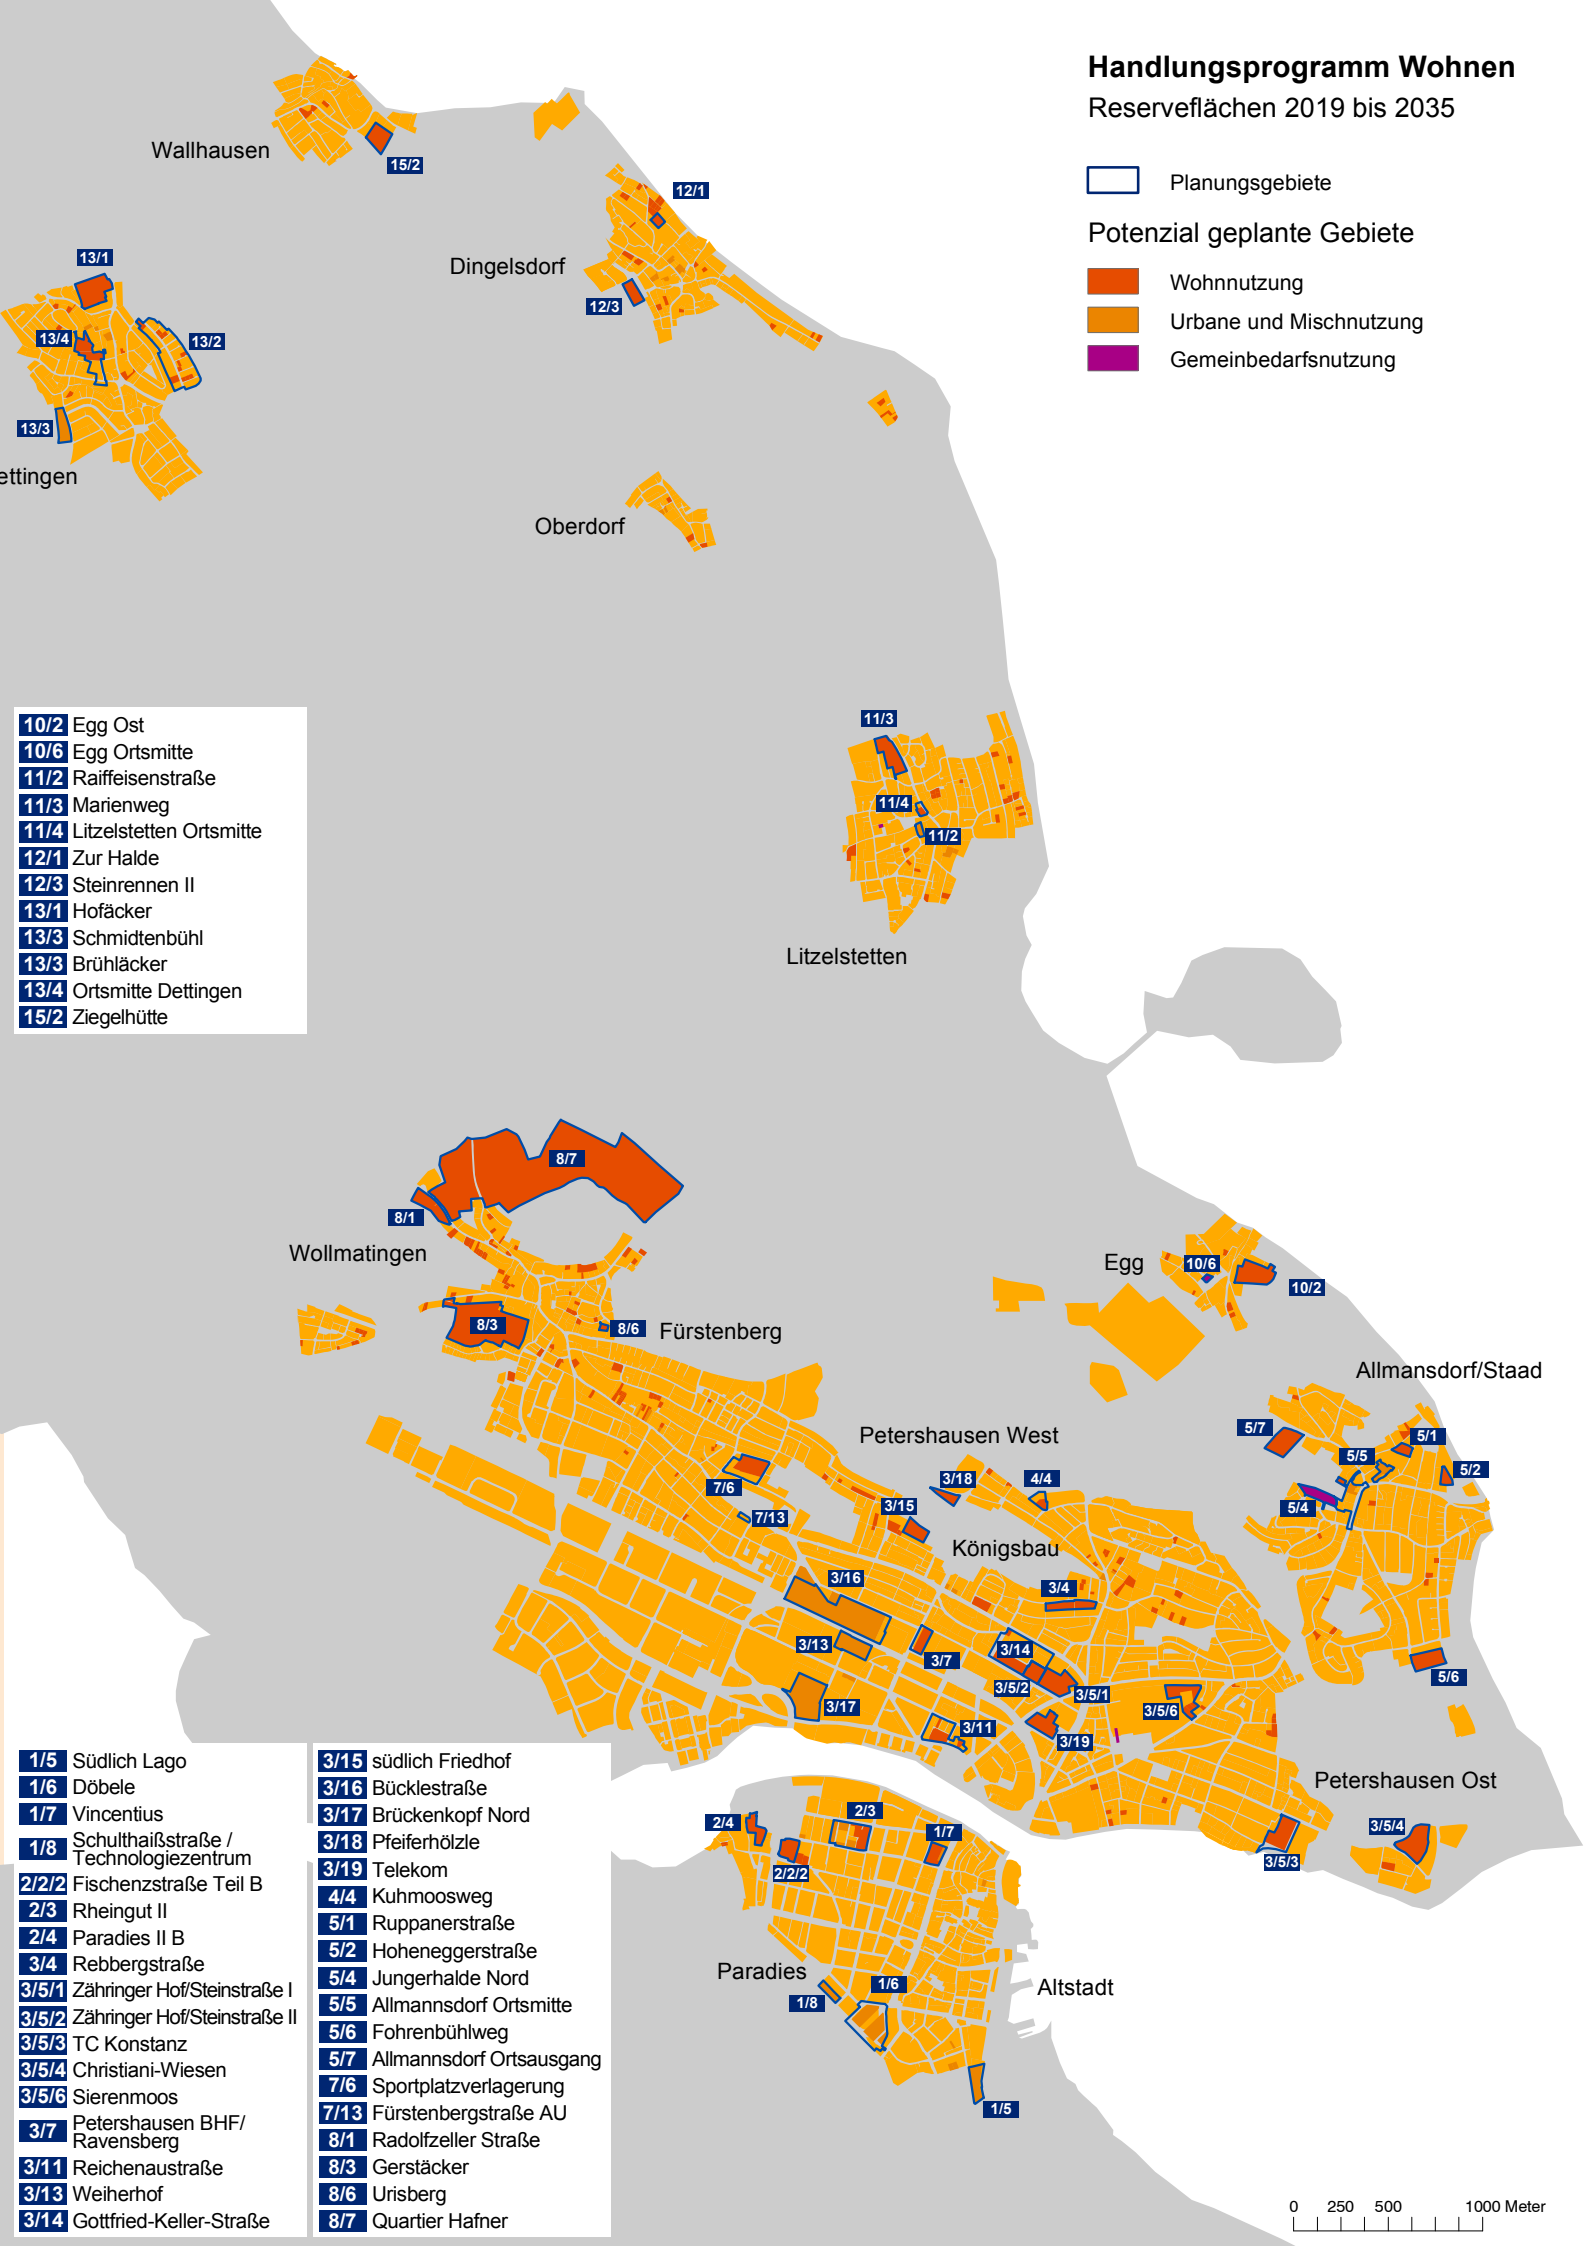 Handlungsprogramm Wohnen
Reserveflächen 2019 bis 2035
Planungsgebiete
Potenzial geplante Gebiete
Wohnnutzung
Urbane und Mischnutzung
Gemeinbedarfsnutzung
Wallhausen
15/2
12/1
Dingelsdorf
12/3
13/1
13/4
13/2
13/3
ettingen
Oberdorf
10/2 Egg Ost
10/6 Egg Ortsmitte
11/2 Raiffeisenstraße
11/3 Marienweg
11/4 Litzelstetten Ortsmitte
12/1 Zur Halde
12/3 Steinrennen II
13/1 Hofäcker
13/3 Schmidtenbühl
13/3 Brühläcker
13/4 Ortsmitte Dettingen
15/2 Ziegelhütte
11/3
11/4
11/2
Litzelstetten
8/7
8/1
Wollmatingen
8/3
8/6
Fürstenberg
Egg
10/6
10/2
Allmansdorf/Staad
5/7
5/1
5/5
5/2
5/4
5/6
Petershausen West
3/18
4/4
3/15
7/6
7/13
Königsbau
3/16
3/4
3/13
3/7
3/14
3/5/2
3/5/1
3/17
3/11
3/19
3/5/6
Petershausen Ost
3/5/4
3/5/3
2/4
2/3
1/7
2/2/2
Paradies
1/8
1/6
Altstadt
1/5
1/5 Südlich Lago
1/6 Döbele
1/7 Vincentius
1/8 Schulthaißstraße /
Technologiezentrum
2/2/2 Fischenzstraße Teil B
2/3 Rheingut II
2/4 Paradies II B
3/4 Rebbergstraße
3/5/1 Zähringer Hof/Steinstraße I
3/5/2 Zähringer Hof/Steinstraße II
3/5/3 TC Konstanz
3/5/4 Christiani-Wiesen
3/5/6 Sierenmoos
3/7 Petershausen BHF/
Ravensberg
3/11 Reichenaustraße
3/13 Weiherhof
3/14 Gottfried-Keller-Straße
3/15 südlich Friedhof
3/16 Bücklestraße
3/17 Brückenkopf Nord
3/18 Pfeiferhölzle
3/19 Telekom
4/4 Kuhmoosweg
5/1 Ruppanerstraße
5/2 Hoheneggerstraße
5/4 Jungerhalde Nord
5/5 Allmannsdorf Ortsmitte
5/6 Fohrenbühlweg
5/7 Allmannsdorf Ortsausgang
7/6 Sportplatzverlagerung
7/13 Fürstenbergstraße AU
8/1 Radolfzeller Straße
8/3 Gerstäcker
8/6 Urisberg
8/7 Quartier Hafner
0 250 500 1000 Meter